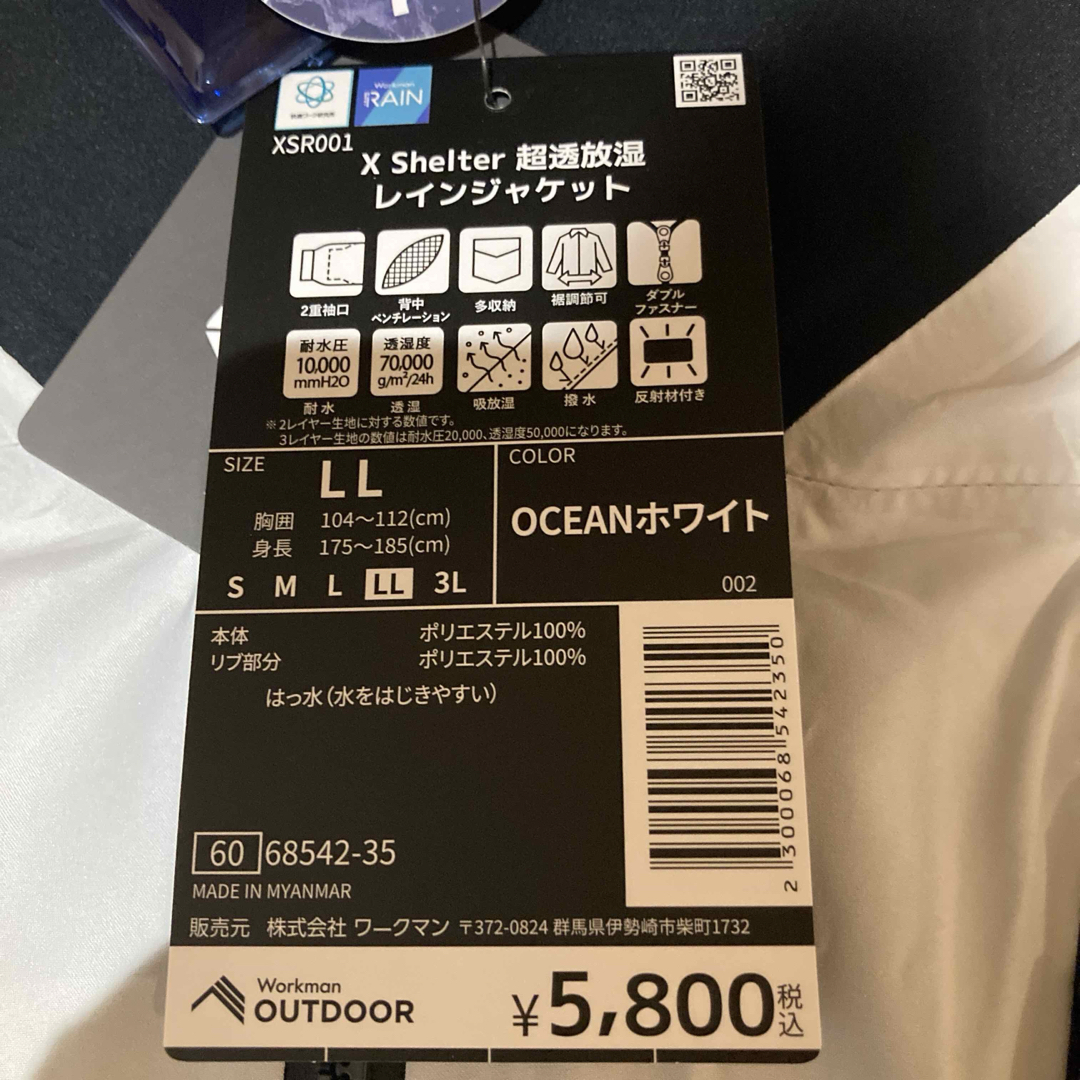 Workman
RAIN
XSR001
X Shelter 超透放湿
レインジャケット
2重袖口
背中
ベンチレーション
多収納
裾調節可
ダブル
ファスナー
耐水圧
10,000
mmH2O
耐水
透湿度
70,000
g/m²/24h
透湿
吸放湿
撥水
反射材付き
※2レイヤー生地に対する数値です。
3レイヤー生地の数値は耐水圧20,000、透湿度50,000になります。
SIZE
LL
胸囲 104～112(cm)
身長 175～185(cm)
S M L LL 3L
COLOR
OCEANホワイト
002
本体 ポリエステル100%
リブ部分 ポリエステル100%
はっ水(水をはじきやすい)
2300068542350
60 68542-35
MADE IN MYANMAR
販売元 株式会社 ワークマン 〒372-0824 群馬県伊勢崎市柴町1732
Workman
OUTDOOR
¥5,800税込